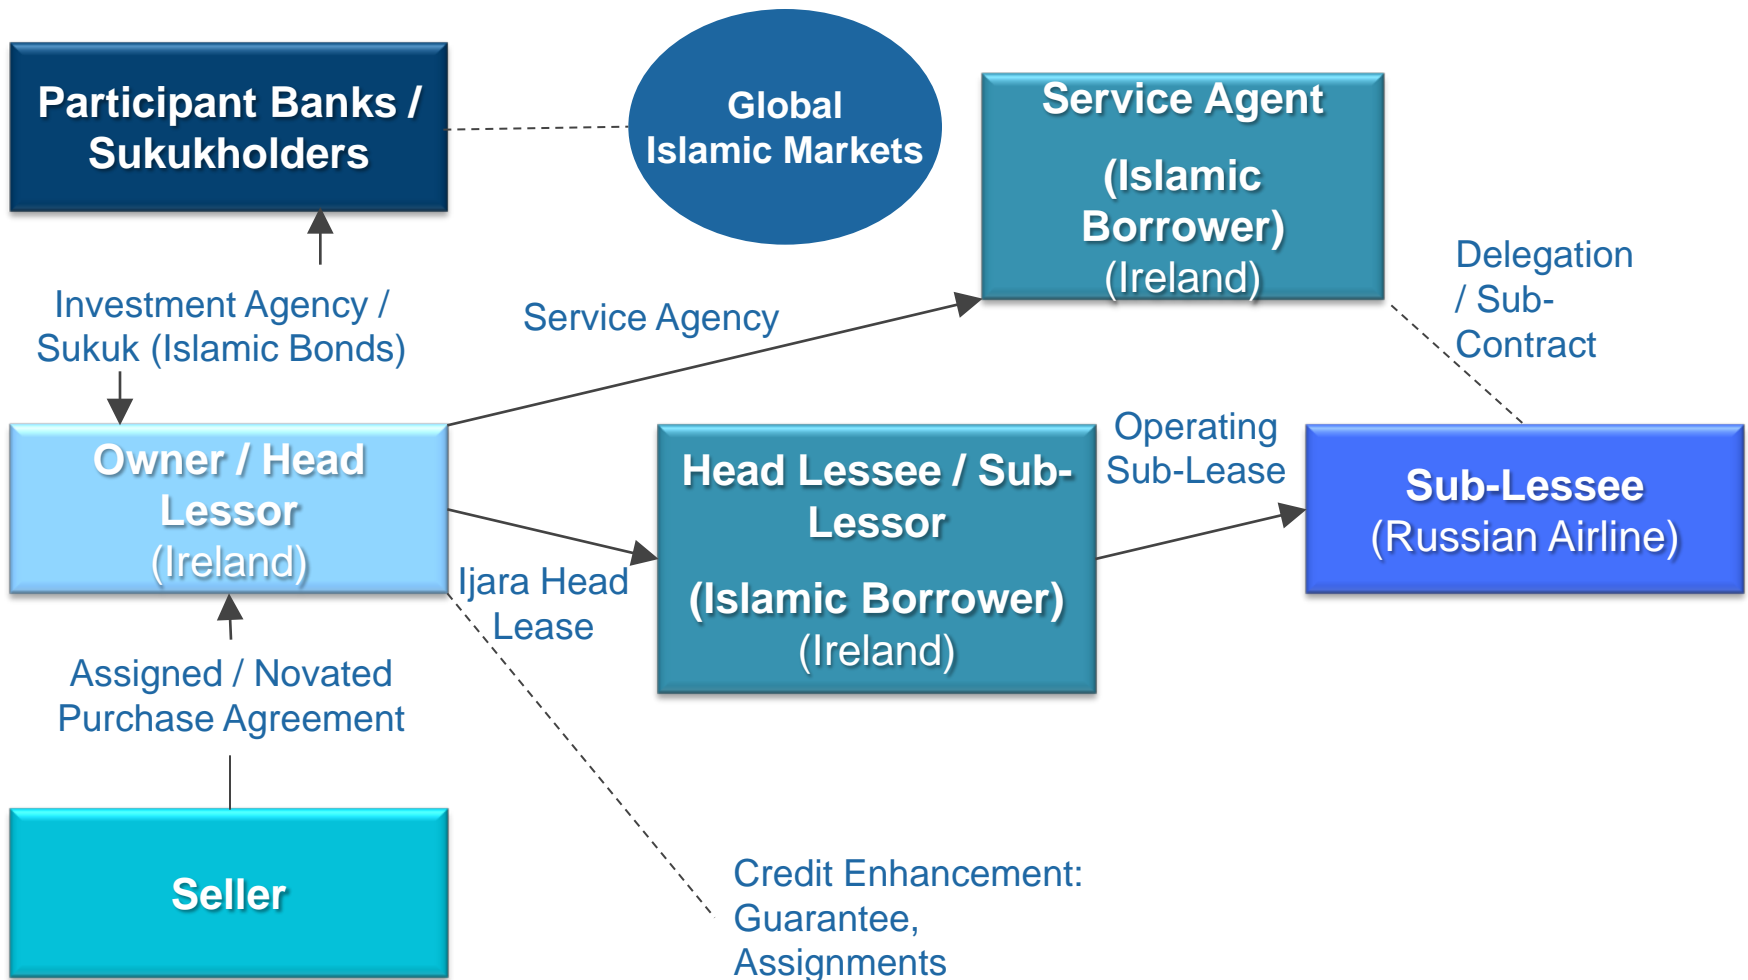 Participant Banks /
Sukukholders
Global
Islamic Markets
Service Agent
(Islamic
Borrower)
(Ireland)
Delegation
/ Sub-
Contract
Investment Agency /
Sukuk (Islamic Bonds)
Service Agency
Owner / Head
Lessor
(Ireland)
Head Lessee / Sub-
Lessor
(Islamic Borrower)
(Ireland)
Operating
Sub-Lease
Sub-Lessee
(Russian Airline)
Ijara Head
Lease
Assigned / Novated
Purchase Agreement
Seller
Credit Enhancement:
Guarantee,
Assignments